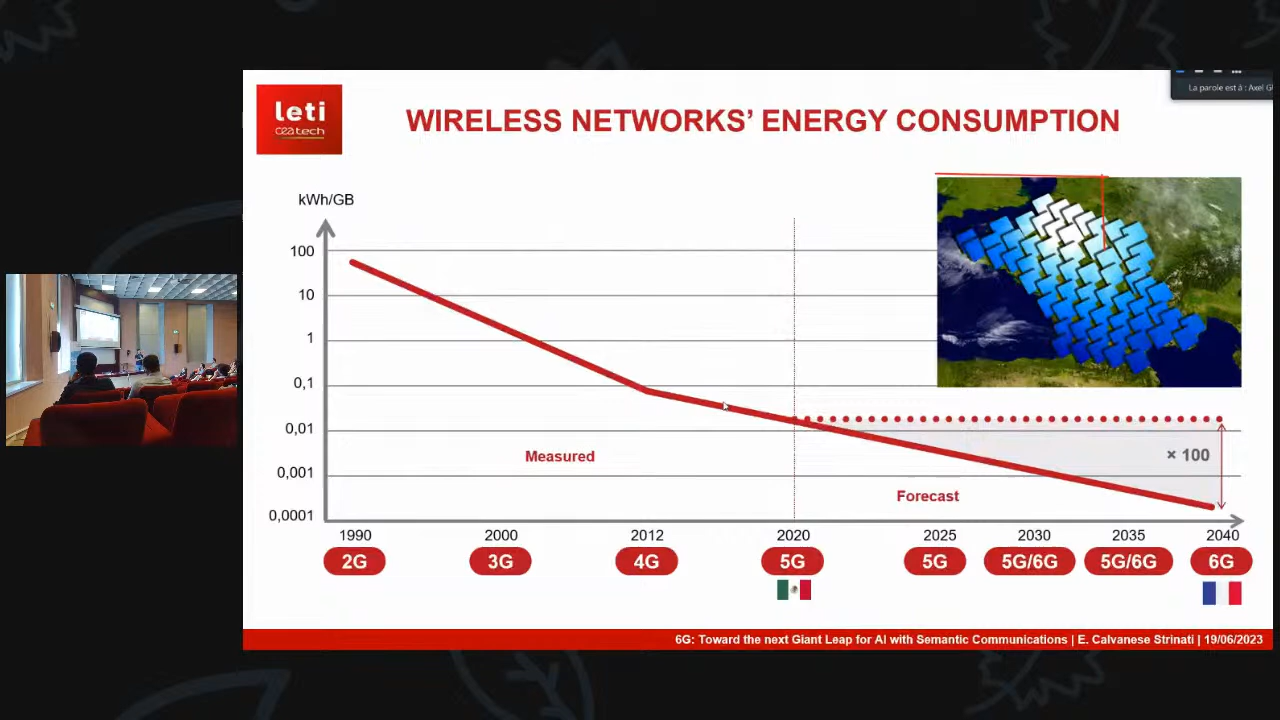 La parole est à : Axel G
leti
ceatech
WIRELESS NETWORKS' ENERGY CONSUMPTION
kWh/GB
100
10
1
0,1
0,01
0,001
0,0001
× 100
Measured
Forecast
1990 2000 2012 2020 2025 2030 2035 2040
2G 3G 4G 5G 5G 5G/6G 5G/6G 6G
6G: Toward the next Giant Leap for AI with Semantic Communications | E. Calvanese Strinati | 19/06/2023